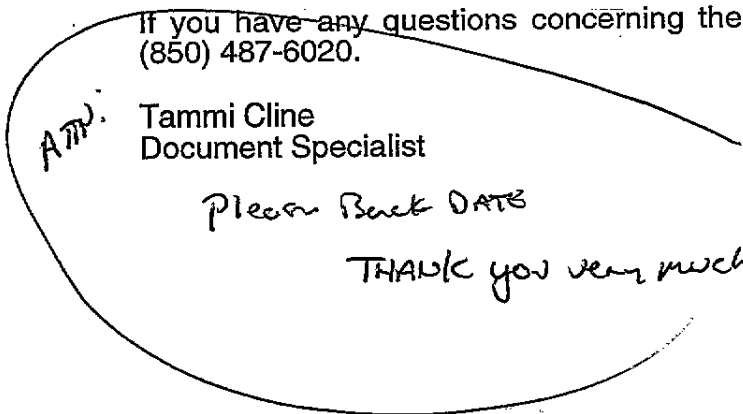 If you have any questions concerning the
(850) 487-6020.
ATTN: Tammi Cline
Document Specialist
Please Back DATE
THANK you very much